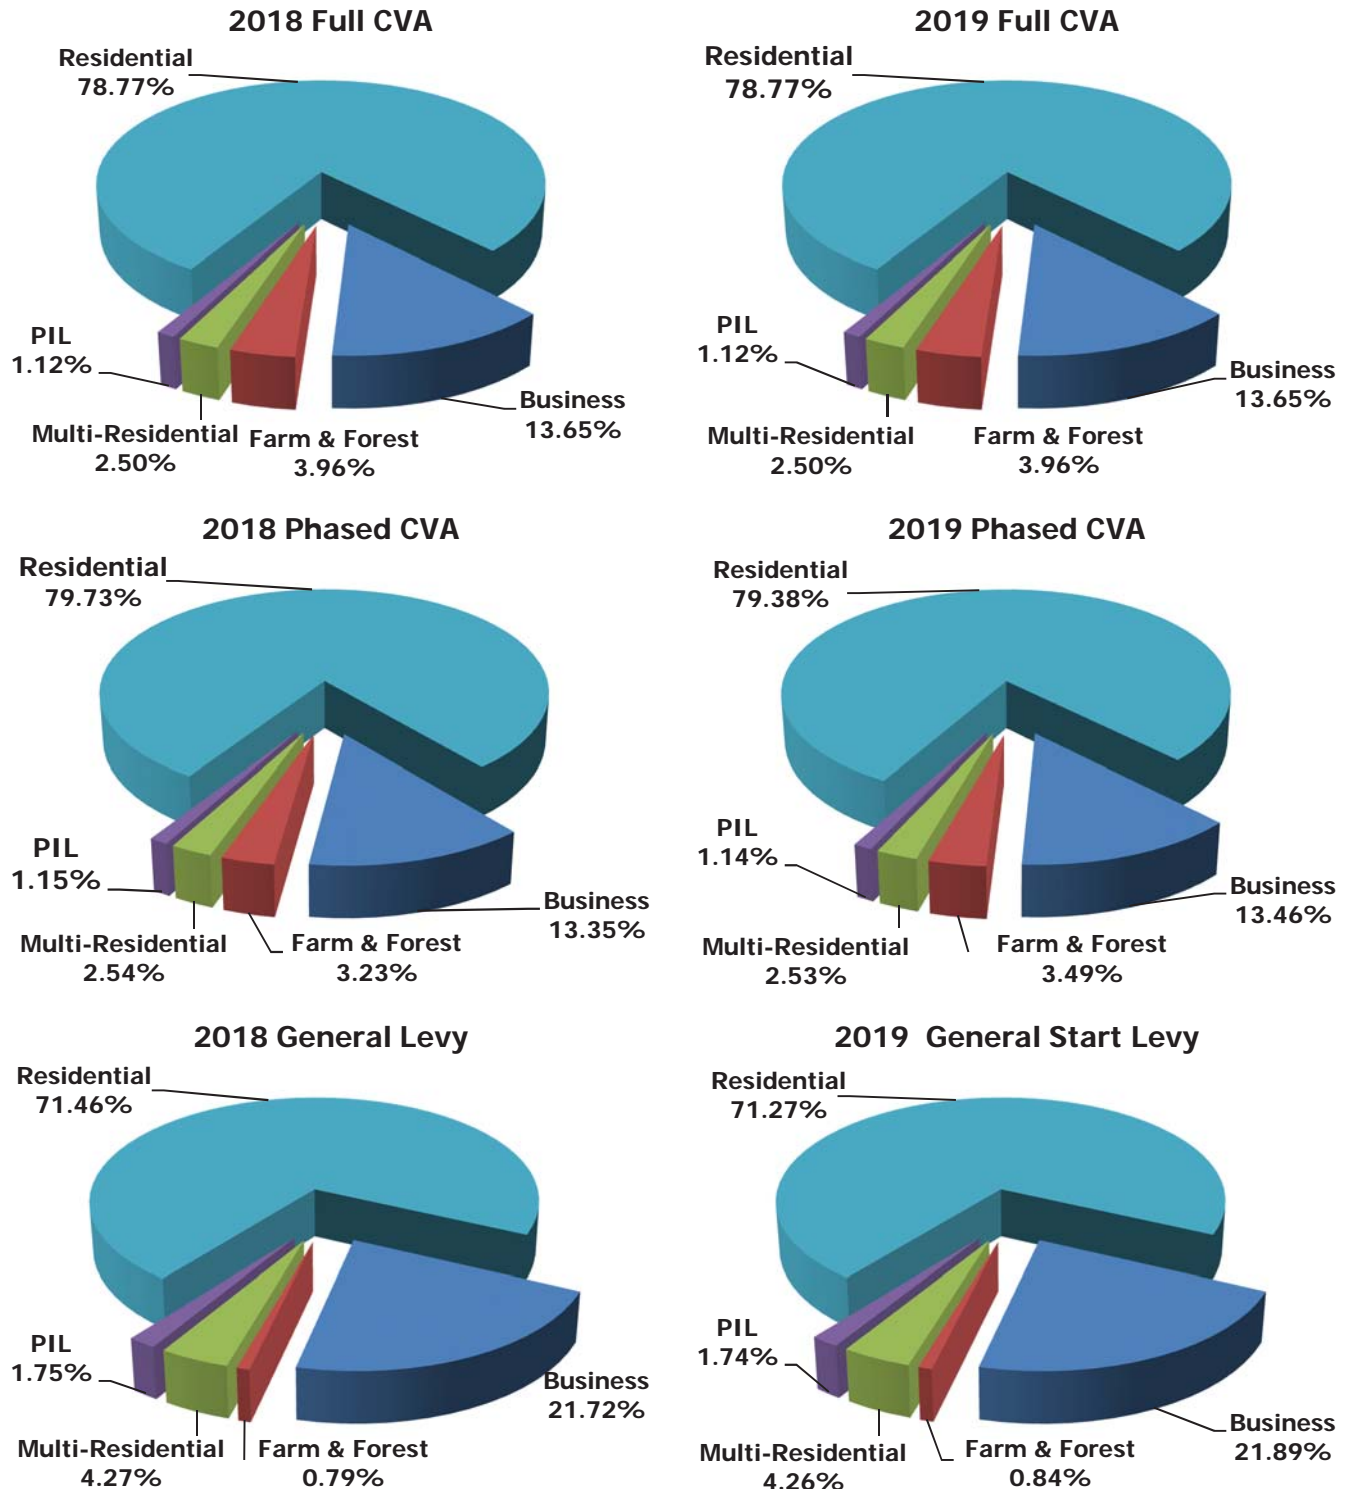 2018 Full CVA
Residential
78.77%
PIL
1.12%
Multi-Residential
2.50%
Farm & Forest
3.96%
Business
13.65%
2019 Full CVA
Residential
78.77%
PIL
1.12%
Multi-Residential
2.50%
Farm & Forest
3.96%
Business
13.65%
2018 Phased CVA
Residential
79.73%
PIL
1.15%
Multi-Residential
2.54%
Farm & Forest
3.23%
Business
13.35%
2019 Phased CVA
Residential
79.38%
PIL
1.14%
Multi-Residential
2.53%
Farm & Forest
3.49%
Business
13.46%
2018 General Levy
Residential
71.46%
PIL
1.75%
Multi-Residential
4.27%
Farm & Forest
0.79%
Business
21.72%
2019 General Start Levy
Residential
71.27%
PIL
1.74%
Multi-Residential
4.26%
Farm & Forest
0.84%
Business
21.89%